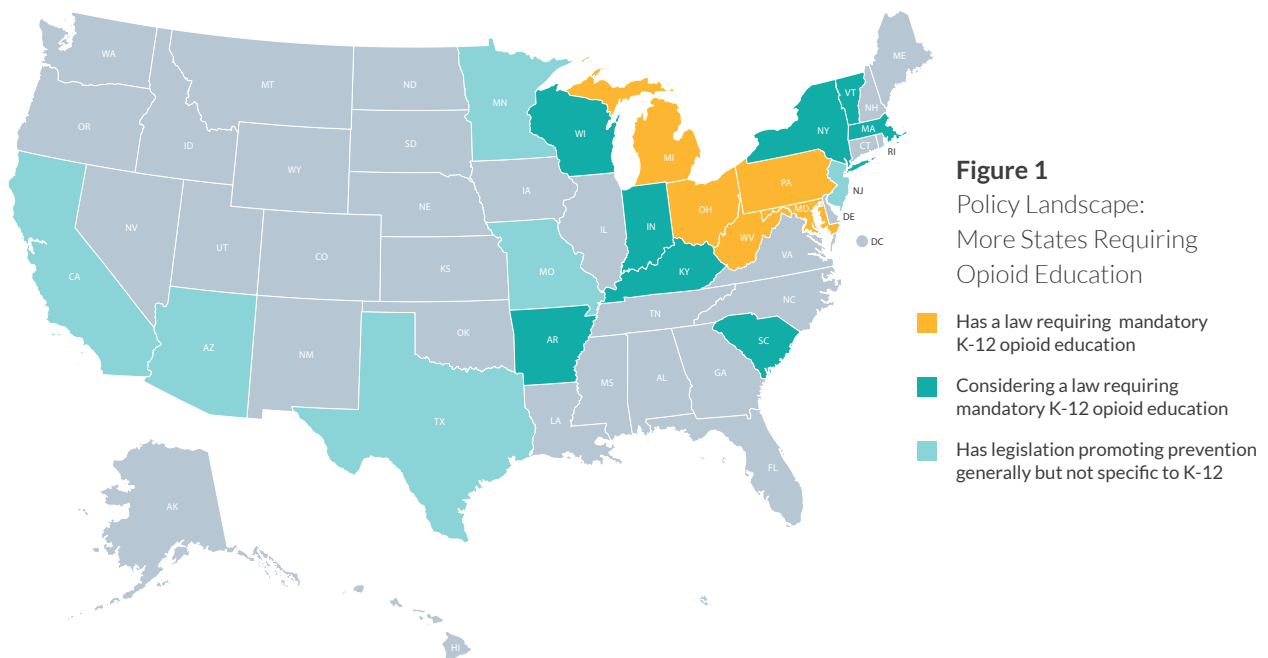 WA
MT
ND
MN
ME
OR
ID
SD
WI
VT
NH
NY
MA
CT
RI
WY
MI
IA
NE
PA
NJ
NV
UT
CO
IL
IN
OH
MD
DE
WV
DC
VA
CA
KS
MO
KY
NC
AZ
NM
OK
TN
AR
SC
MS
AL
GA
TX
LA
FL
AK
HI
Figure 1
Policy Landscape:
More States Requiring
Opioid Education
Has a law requiring mandatory
K-12 opioid education
Considering a law requiring
mandatory K-12 opioid education
Has legislation promoting prevention
generally but not specific to K-12